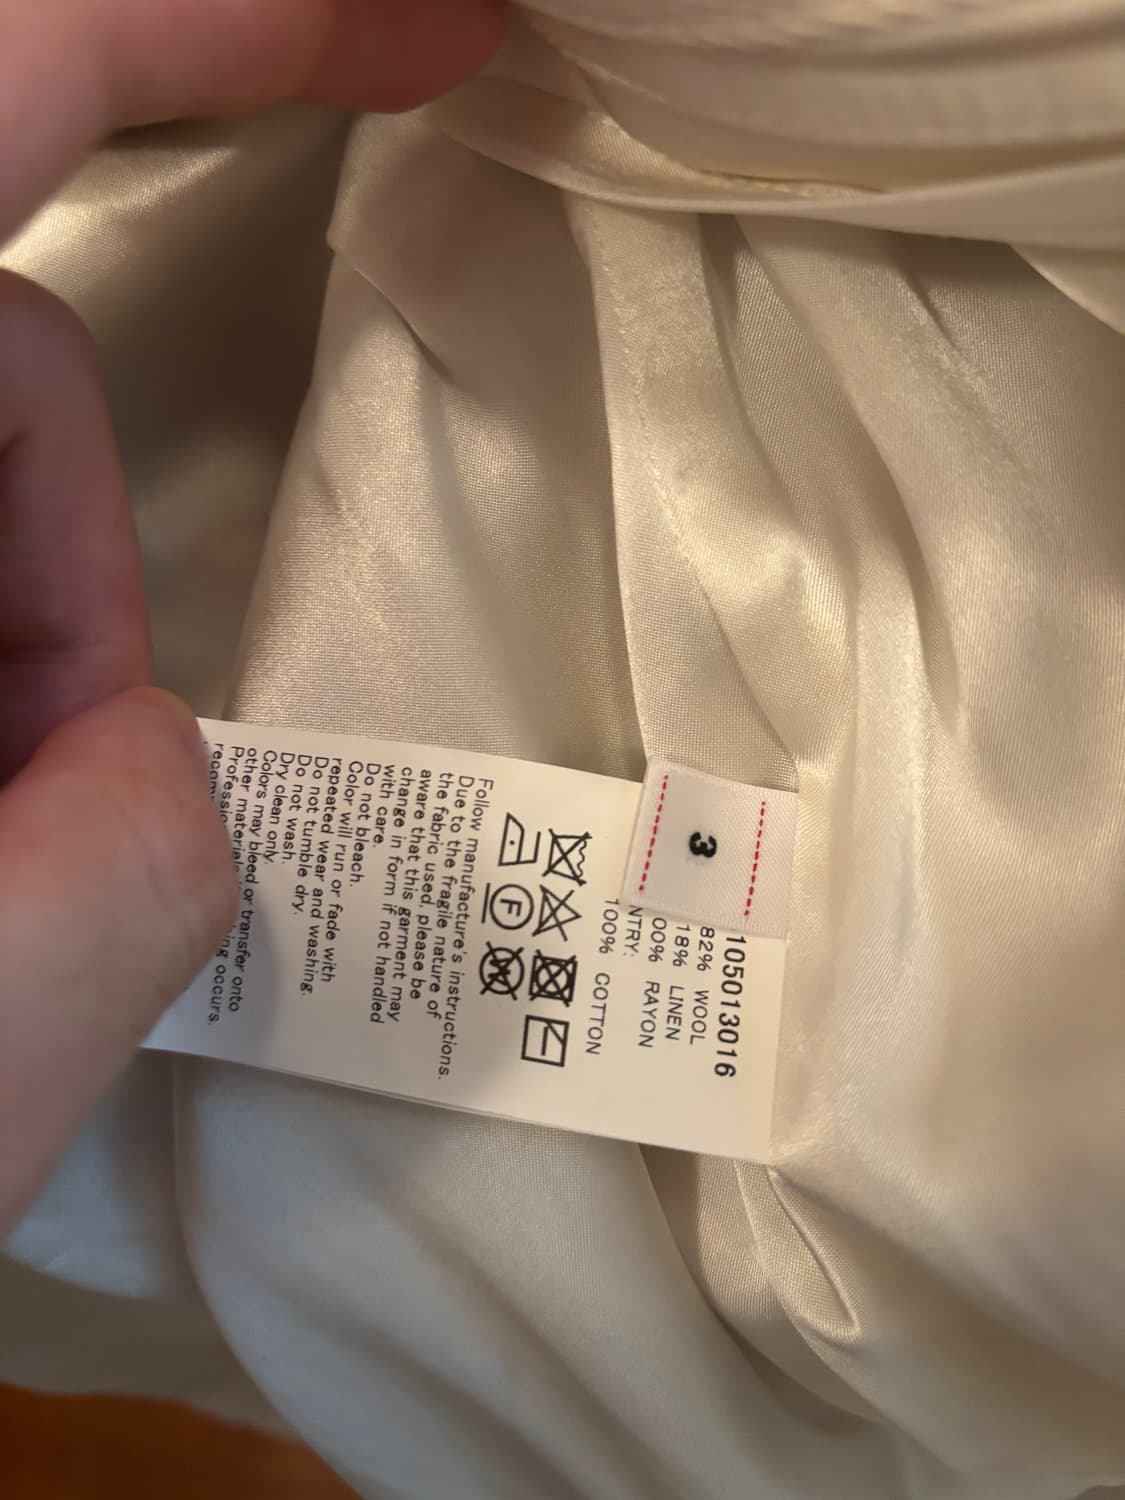 3
105013016
82% WOOL
18% LINEN
00% RAYON
NTRY:
100% COTTON
F
W
Follow manufacture's instructions.
Due to the fragile nature of
the fabric used, please be
aware that this garment may
change in form if not handled
with care.
Do not bleach.
Color will run or fade with
repeated wear and washing.
Do not tumble dry.
Do not wash.
Dry clean only.
Colors may bleed or transfer onto
other materials
occurs.